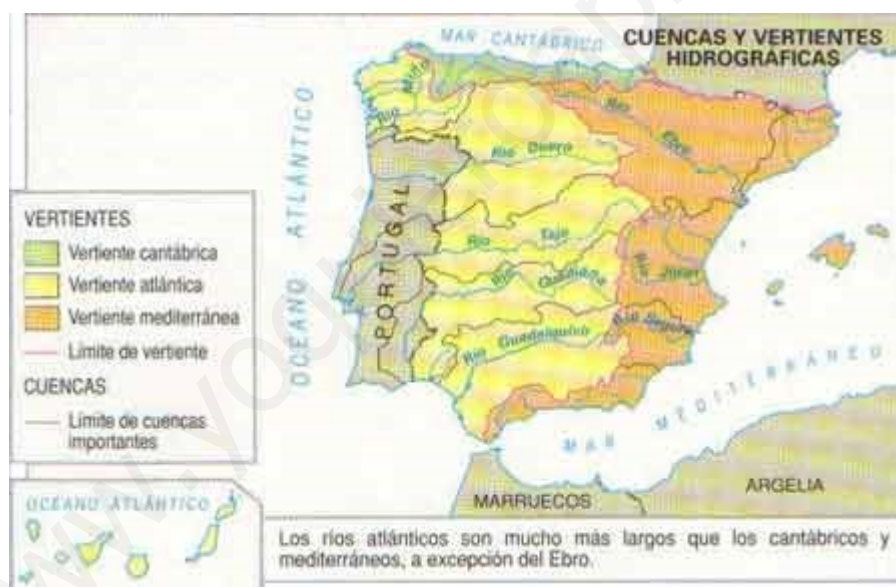 MAR CANTÁBRICO
CUENCAS Y VERTIENTES
HIDROGRÁFICAS
OCÉANO ATLÁNTICO
Río Miño
Río Duero
Río Ebro
PORTUGAL
Río Tajo
Río Júcar
Río Guadiana
Río Guadalquivir
Río Segura
MAR MEDITERRÁNEO
VERTIENTES
Vertiente cantábrica
Vertiente atlántica
Vertiente mediterránea
Límite de vertiente
CUENCAS
Límite de cuencas
importantes
OCÉANO ATLÁNTICO
MARRUECOS
ARGELIA
Los ríos atlánticos son mucho más largos que los cantábricos y
mediterráneos, a excepción del Ebro.